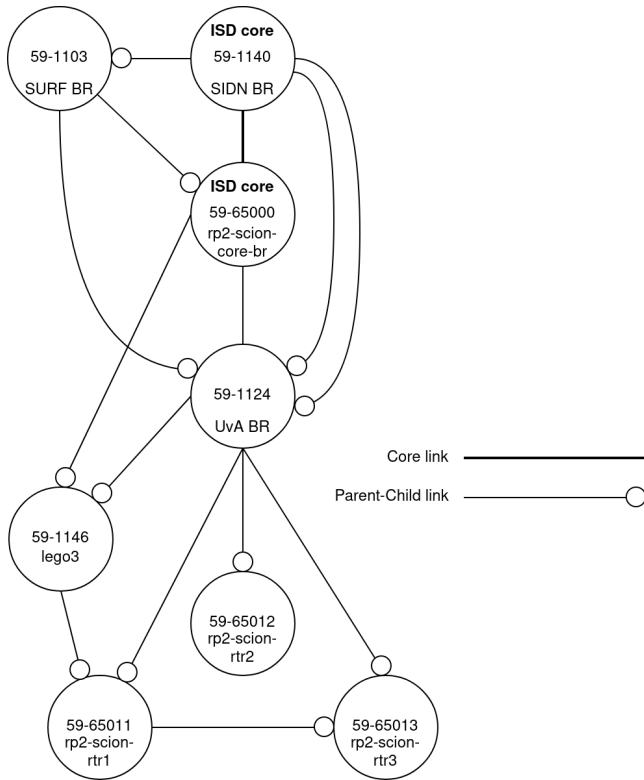 ISD core
59-1103
59-1140
SURF BR
SIDN BR
ISD core
59-65000
rp2-scion-
core-br
59-1124
UvA BR
Core link
Parent-Child link
59-1146
lego3
59-65012
rp2-scion-
rtr2
59-65011
rp2-scion-
rtr1
59-65013
rp2-scion-
rtr3